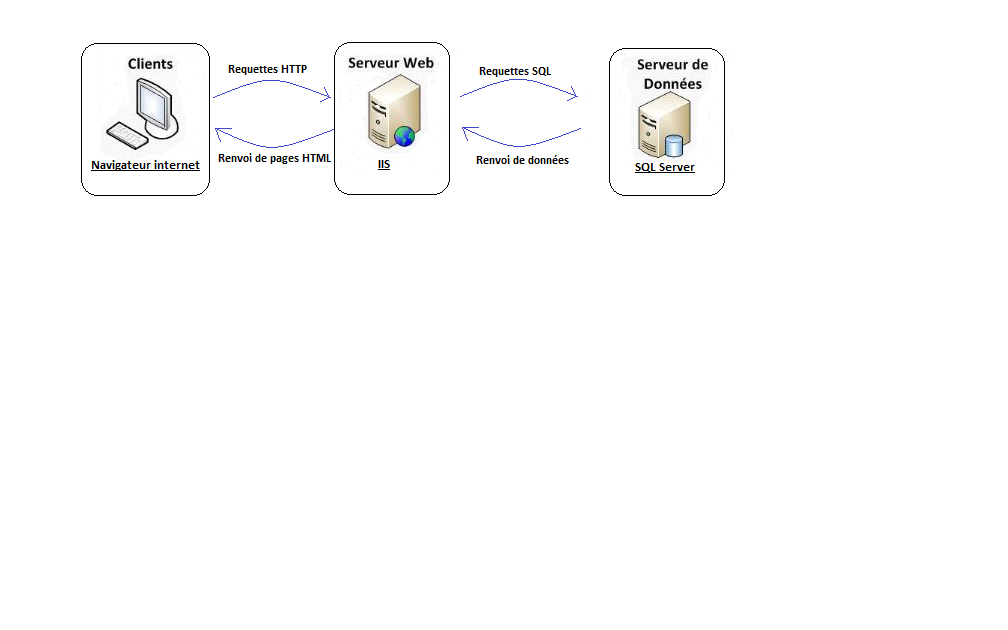 Clients
Navigateur internet
Requettes HTTP
Renvoi de pages HTML
Serveur Web
IIS
Requettes SQL
Renvoi de données
Serveur de
Données
SQL Server